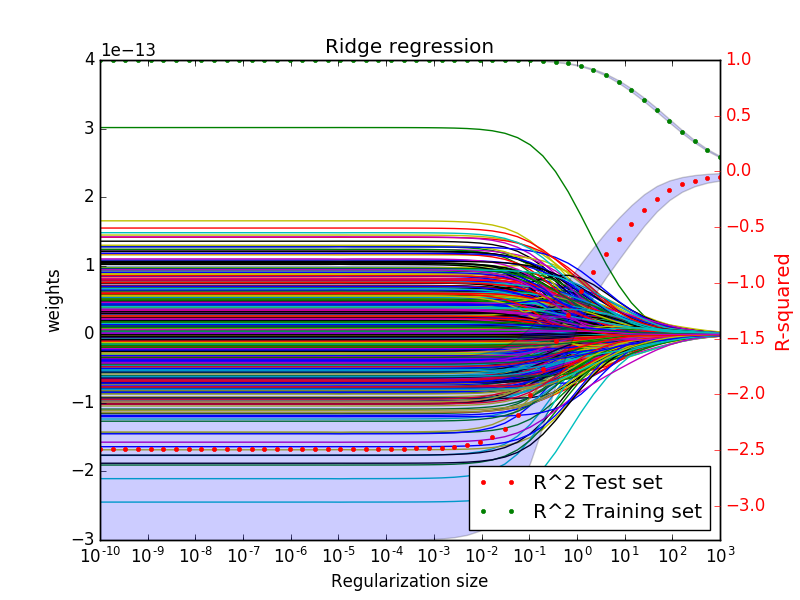 Ridge regression
1e−13
4
3
2
1
0
−1
−2
−3
weights
1.0
0.5
0.0
−0.5
−1.0
−1.5
−2.0
−2.5
−3.0
R-squared
R^2 Test set
R^2 Training set
10^-10 10^-9 10^-8 10^-7 10^-6 10^-5 10^-4 10^-3 10^-2 10^-1 10^0 10^1 10^2 10^3
Regularization size